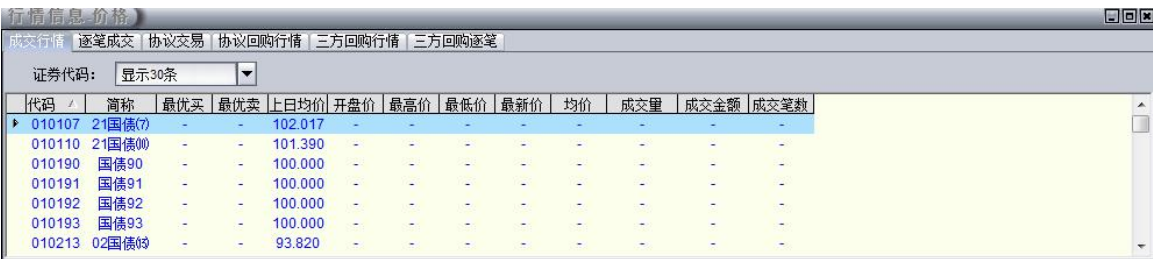 行情信息-价格
成交行情 逐笔成交 协议交易 协议回购行情 三方回购行情 三方回购逐笔
证券代码： 显示30条
代码 简称 最优买 最优卖 上日均价 开盘价 最高价 最低价 最新价 均价 成交量 成交金额 成交笔数
010107 21国债⑺ - - 102.017 - - - - - - - -
010110 21国债⑽ - - 101.390 - - - - - - - -
010190 国债90 - - 100.000 - - - - - - - -
010191 国债91 - - 100.000 - - - - - - - -
010192 国债92 - - 100.000 - - - - - - - -
010193 国债93 - - 100.000 - - - - - - - -
010213 02国债⒀ - - 93.820 - - - - - - - -